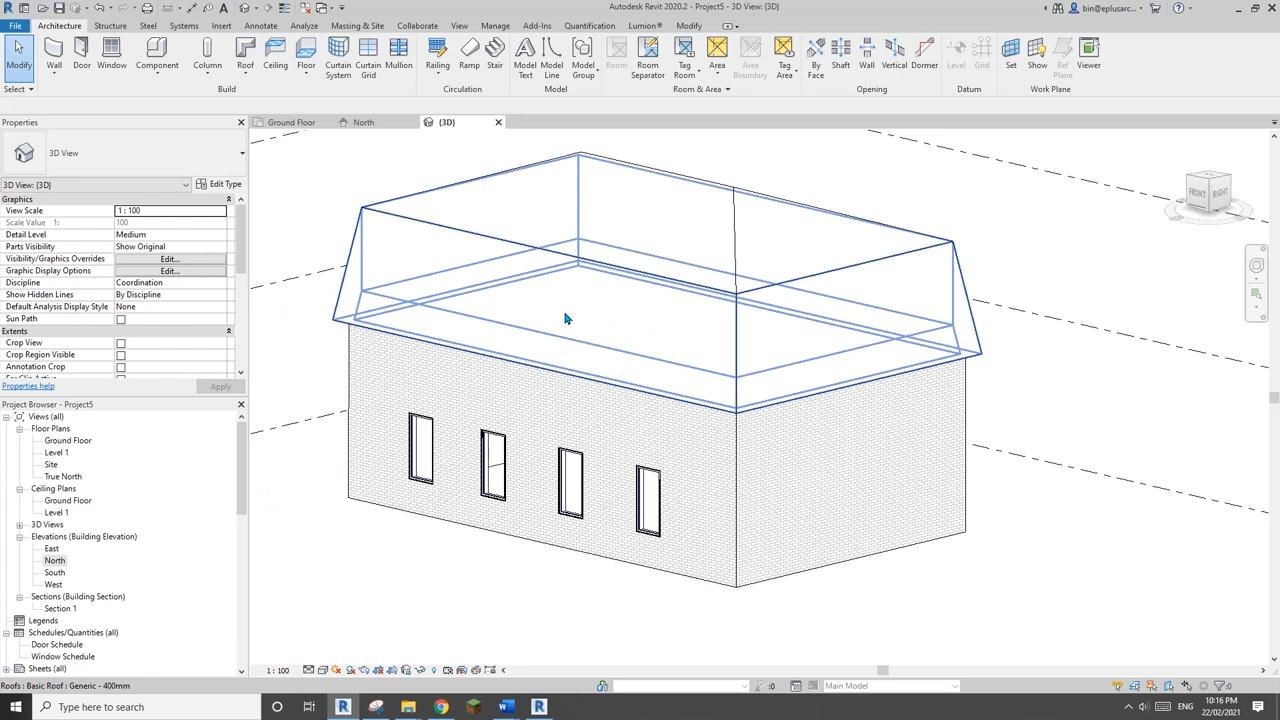 Autodesk Revit 2020.2 - Project5 - 3D View: {3D}
bin@eplusarc...
File Architecture Structure Steel Systems Insert Annotate Analyze Massing & Site Collaborate View Manage Add-Ins Quantification Lumion® Modify
Modify Wall Door Window Component Column Roof Ceiling Floor Curtain System Curtain Grid Mullion Railing Ramp Stair Model Text Model Line Model Group Room Room Separator Tag Room Area Area Boundary Tag Area By Face Shaft Wall Vertical Dormer Level Grid Set Show Ref Plane Viewer
Select Build Circulation Model Room & Area Opening Datum Work Plane
Properties
Ground Floor North {3D}
3D View
3D View: {3D} Edit Type
Graphics
View Scale 1 : 100
Scale Value 1: 100
Detail Level Medium
Parts Visibility Show Original
Visibility/Graphics Overrides Edit...
Graphic Display Options Edit...
Discipline Coordination
Show Hidden Lines By Discipline
Default Analysis Display Style None
Sun Path
Extents
Crop View
Crop Region Visible
Annotation Crop
Properties help Apply
Project Browser - Project5
Views (all)
Floor Plans
Ground Floor
Level 1
Site
True North
Ceiling Plans
Ground Floor
Level 1
3D Views
Elevations (Building Elevation)
East
North
South
West
Sections (Building Section)
Section 1
Legends
Schedules/Quantities (all)
Door Schedule
Window Schedule
Sheets (all)
FRONT RIGHT
1 : 100
Roofs : Basic Roof : Generic - 400mm
:0 Main Model :0
Type here to search
ENG
10:16 PM
22/02/2021